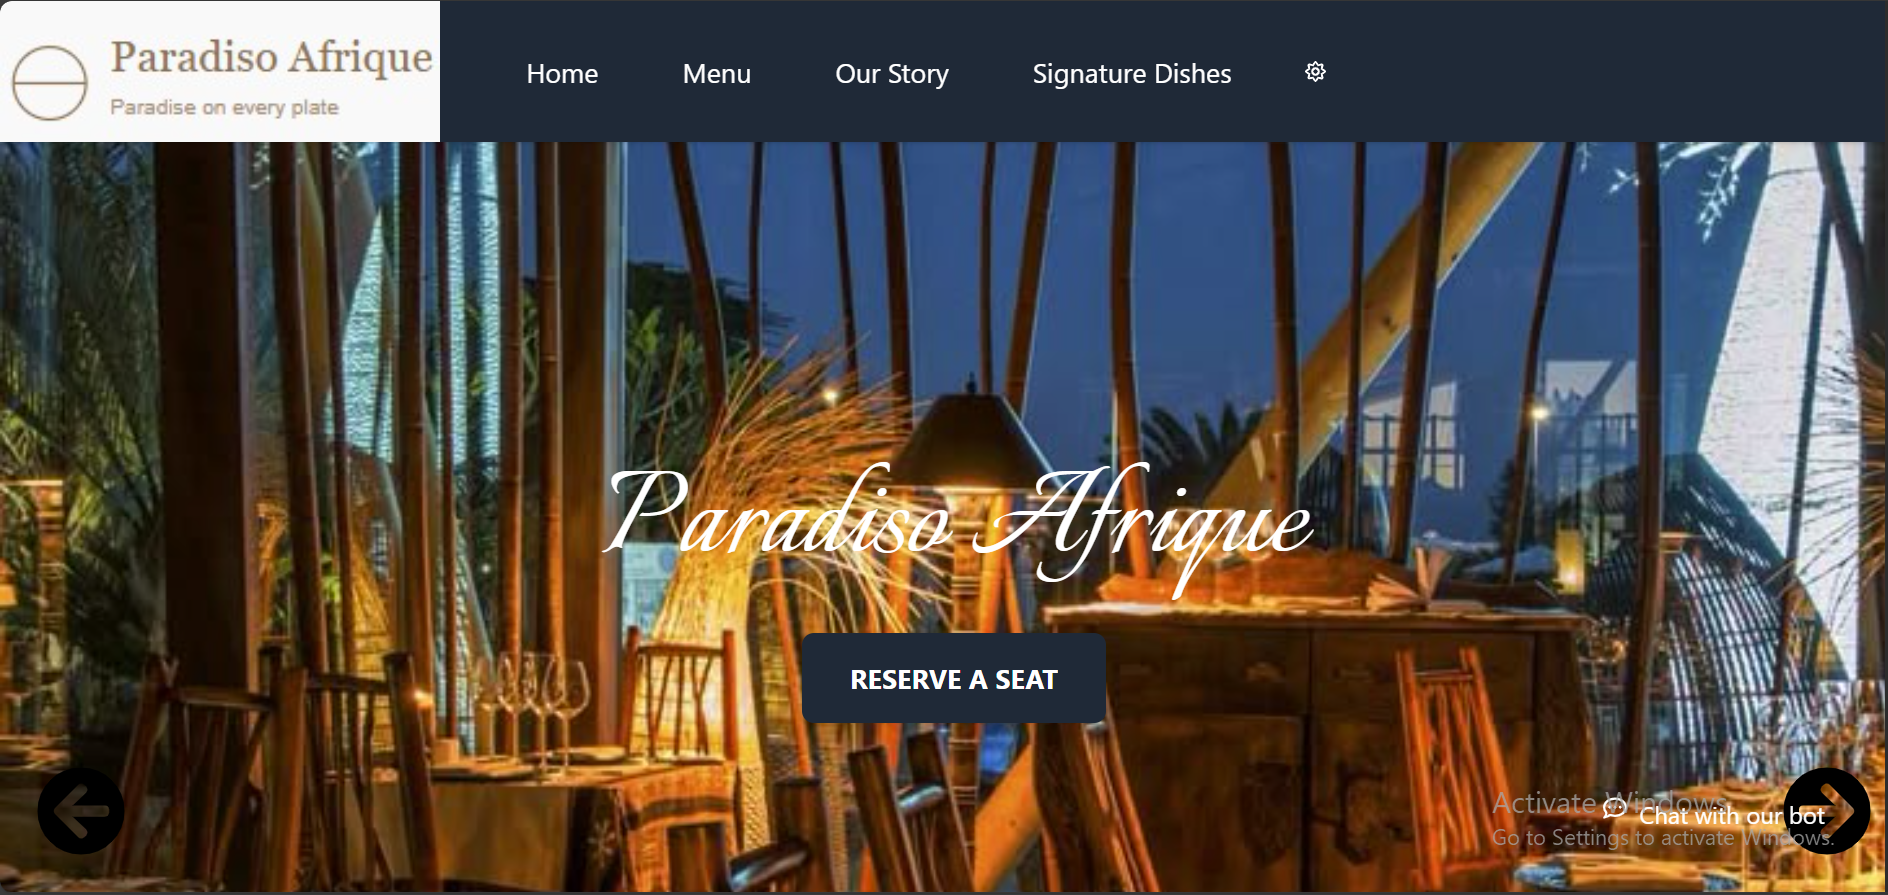 Paradiso Afrique
Paradise on every plate
Home Menu Our Story Signature Dishes
Paradiso Afrique
RESERVE A SEAT
Activate Windows
Chat with our bot
Go to Settings to activate Windows.